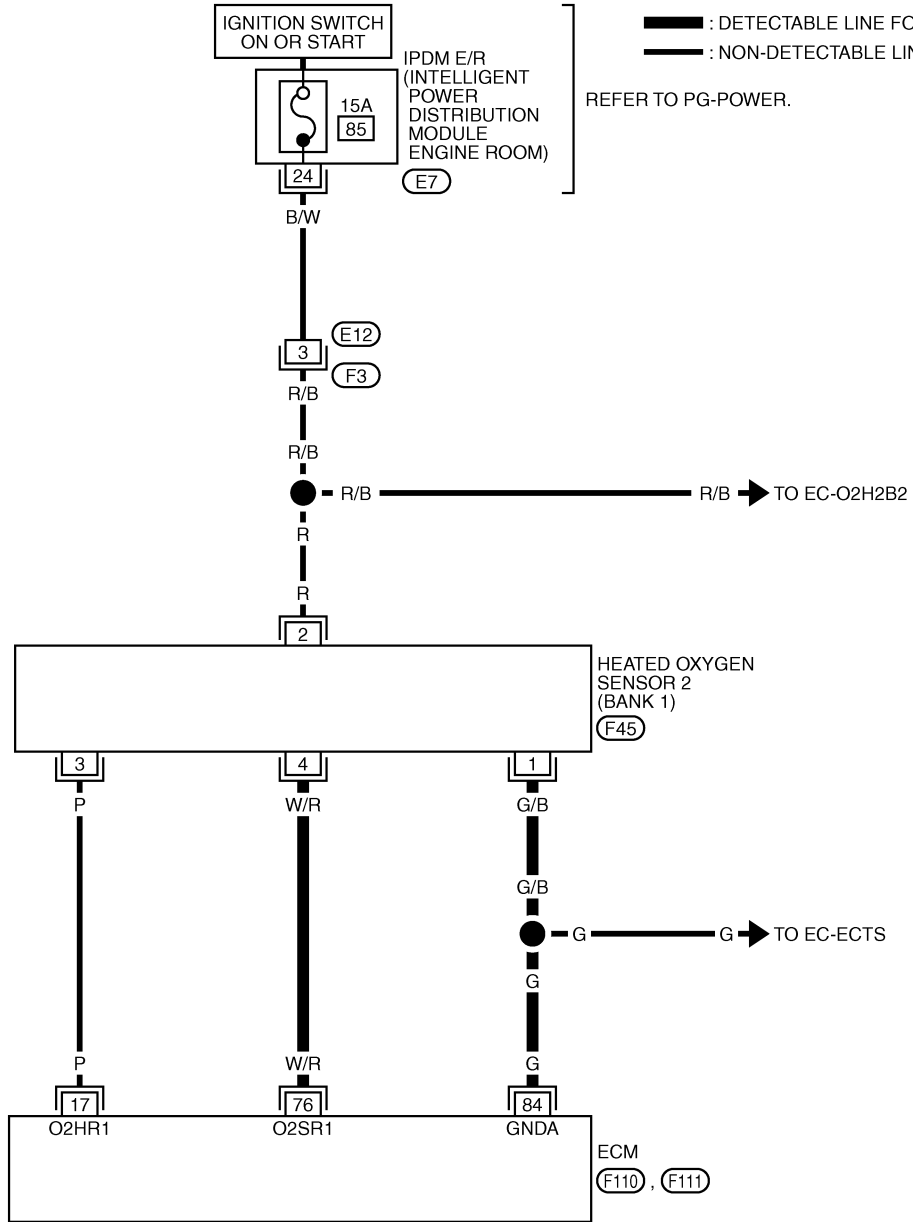 IGNITION SWITCH
ON OR START
: DETECTABLE LINE FO
: NON-DETECTABLE LIN
IPDM E/R
(INTELLIGENT
POWER
DISTRIBUTION
MODULE
ENGINE ROOM)
REFER TO PG-POWER.
15A
85
24
E7
B/W
E12
3
F3
R/B
R/B
R/B
R/B
TO EC-O2H2B2
R
R
2
HEATED OXYGEN
SENSOR 2
(BANK 1)
F45
3
4
1
P
W/R
G/B
G/B
G
G
TO EC-ECTS
G
P
W/R
G
17
76
84
O2HR1
O2SR1
GNDA
ECM
F110 , F111